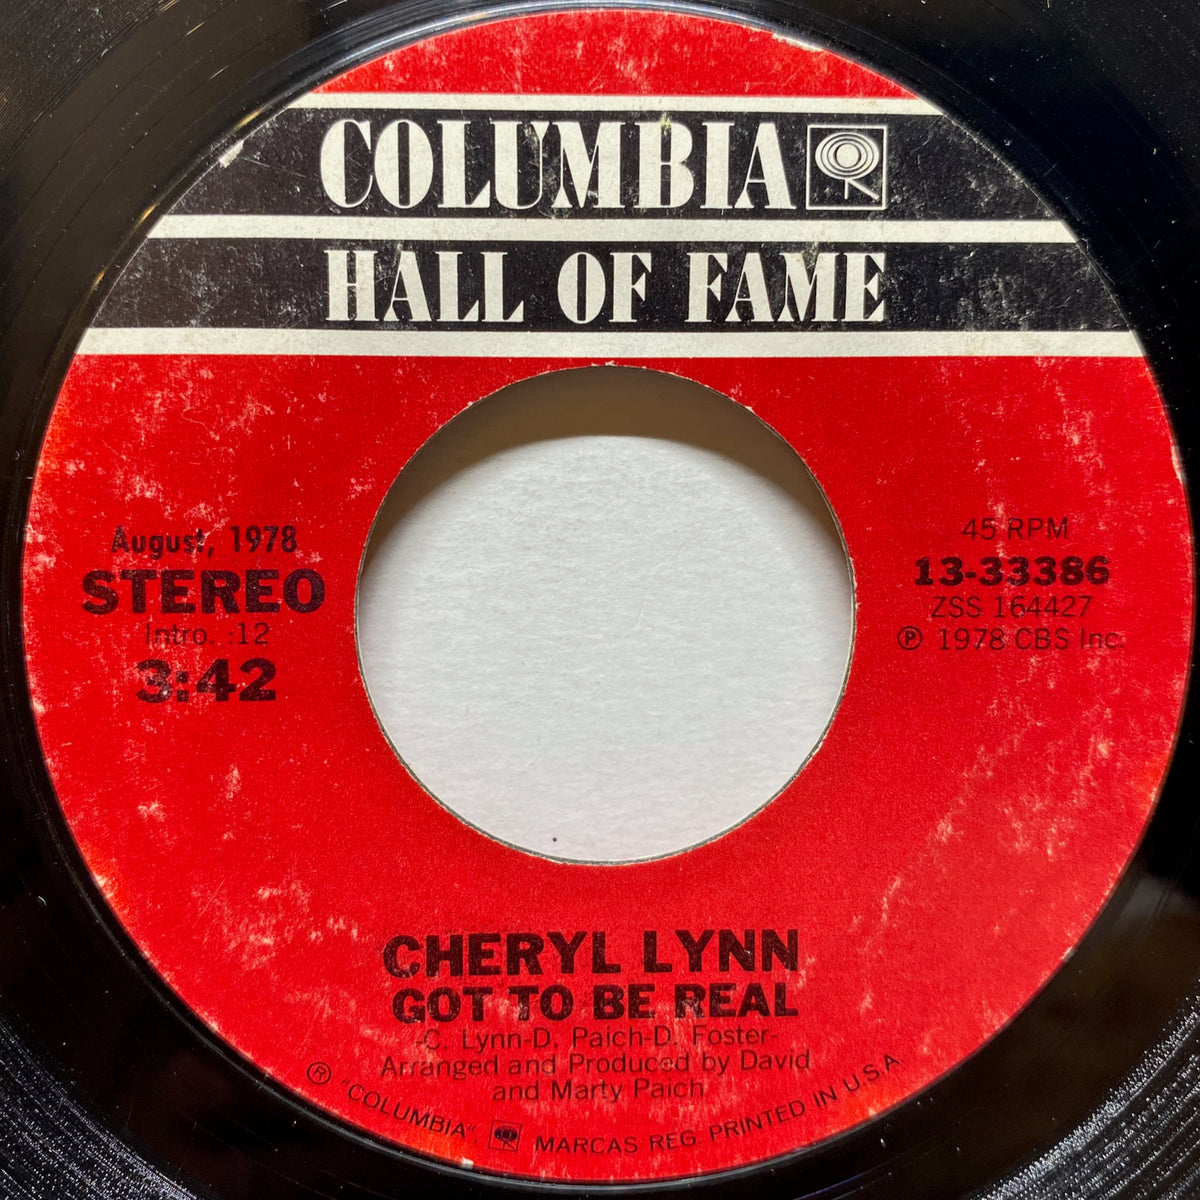 COLUMBIA
HALL OF FAME
August, 1978
STEREO
Intro. :12
3:42
45 RPM
13-33386
ZSS 164427
℗ 1978 CBS Inc.
CHERYL LYNN
GOT TO BE REAL
-C. Lynn-D. Paich-D. Foster-
Arranged and Produced by David
and Marty Paich
® "COLUMBIA" MARCAS REG. PRINTED IN U.S.A.